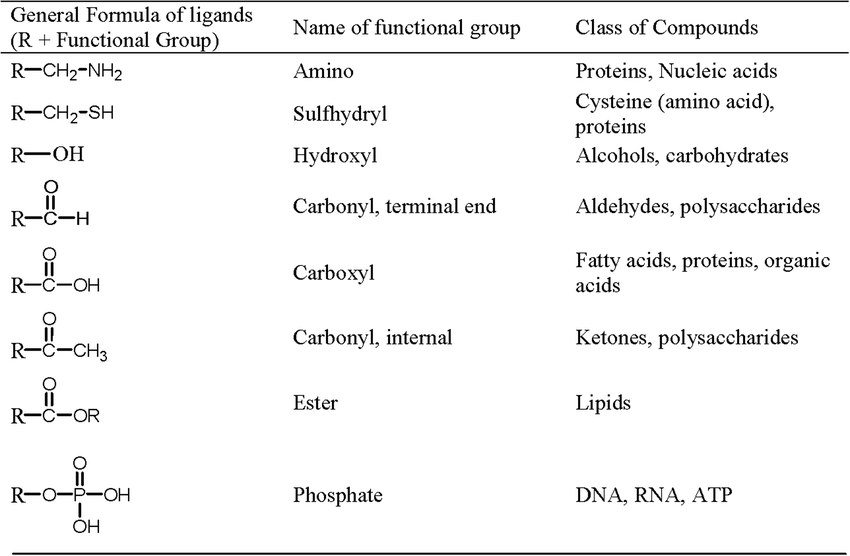 General Formula of ligands
(R + Functional Group)
Name of functional group
Class of Compounds
R—CH2—NH2
Amino
Proteins, Nucleic acids
R—CH2—SH
Sulfhydryl
Cysteine (amino acid),
proteins
R—OH
Hydroxyl
Alcohols, carbohydrates
O
R—C—H
Carbonyl, terminal end
Aldehydes, polysaccharides
O
R—C—OH
Carboxyl
Fatty acids, proteins, organic
acids
O
R—C—CH3
Carbonyl, internal
Ketones, polysaccharides
O
R—C—OR
Ester
Lipids
O
R—O—P—OH
OH
Phosphate
DNA, RNA, ATP